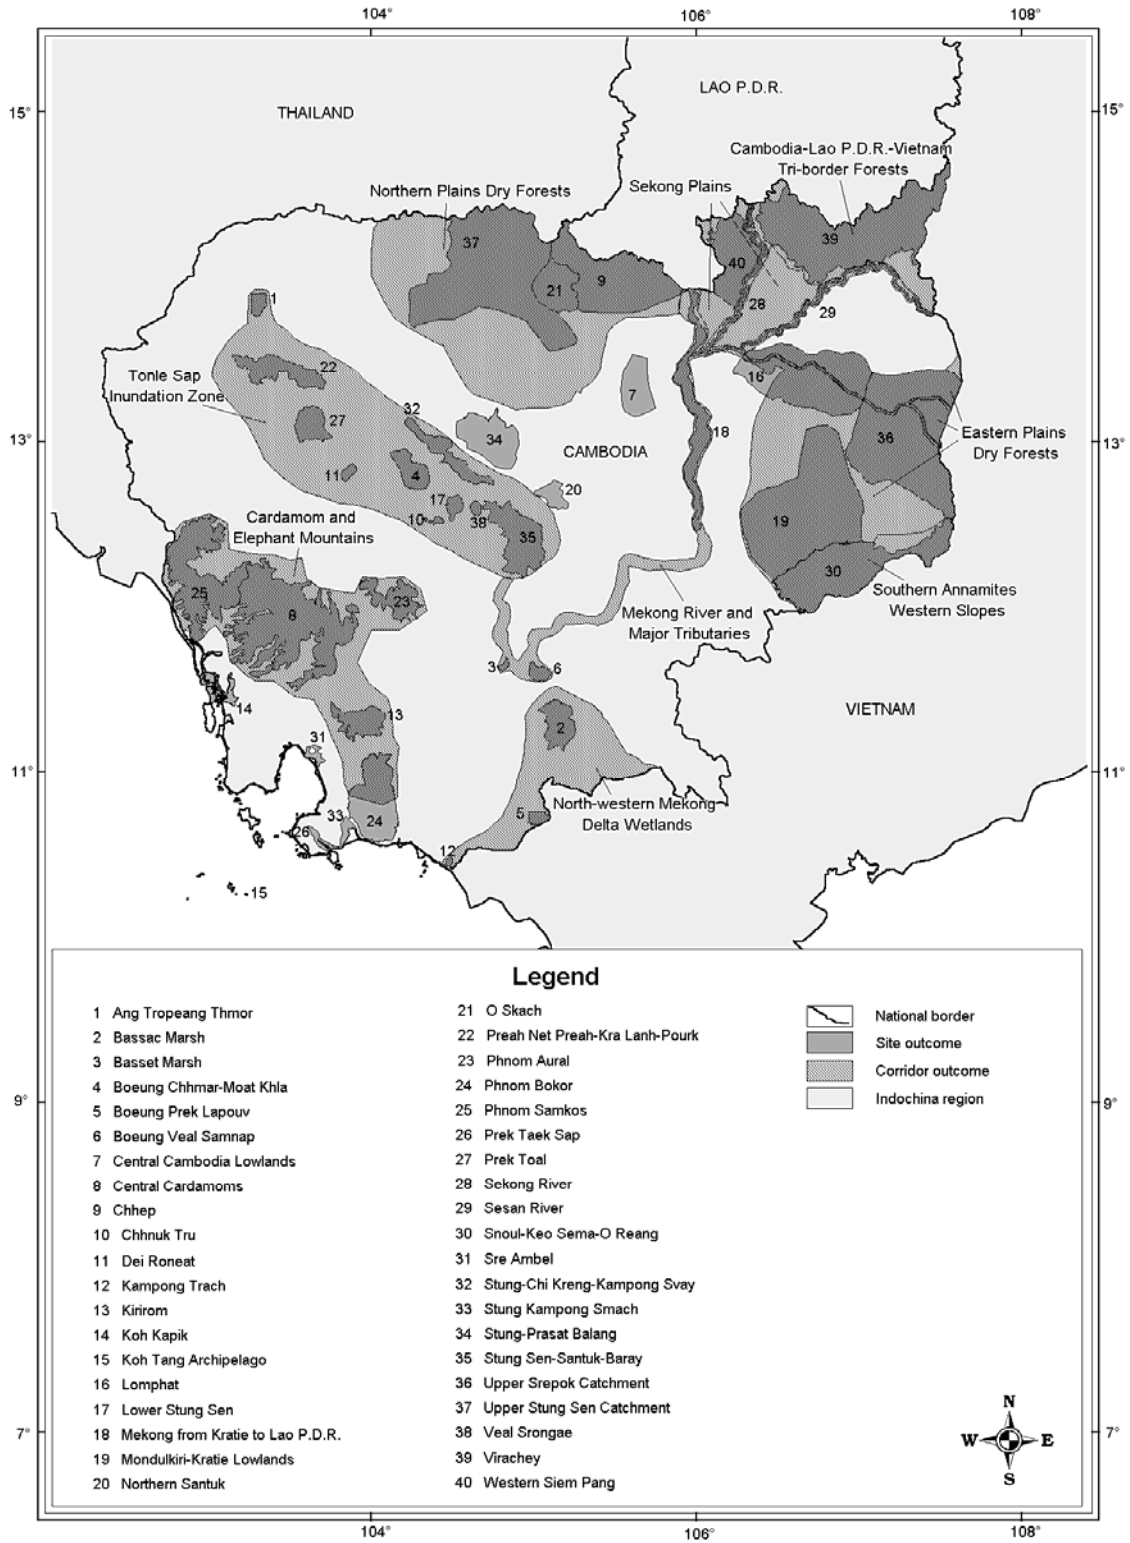 104°
106°
108°
15°
15°
THAILAND
LAO P.D.R.
Cambodia-Lao P.D.R.-Vietnam
Tri-border Forests
Northern Plains Dry Forests
Sekong Plains
37
39
40
21
9
28
29
1
Tonle Sap
Inundation Zone
22
16
7
32
27
34
18
13°
13°
CAMBODIA
36
Eastern Plains
Dry Forests
11
4
20
17
10
38
35
19
Cardamom and
Elephant Mountains
30
25
8
23
Southern Annamites
Western Slopes
Mekong River and
Major Tributaries
3
6
14
13
2
VIETNAM
31
11°
11°
North-western Mekong
Delta Wetlands
5
33
24
26
12
15
Legend
1 Ang Tropeang Thmor
2 Bassac Marsh
3 Basset Marsh
4 Boeung Chhmar-Moat Khla
5 Boeung Prek Lapouv
6 Boeung Veal Samnap
7 Central Cambodia Lowlands
8 Central Cardamoms
9 Chhep
10 Chhnuk Tru
11 Dei Roneat
12 Kampong Trach
13 Kirirom
14 Koh Kapik
15 Koh Tang Archipelago
16 Lomphat
17 Lower Stung Sen
18 Mekong from Kratie to Lao P.D.R.
19 Mondulkiri-Kratie Lowlands
20 Northern Santuk
21 O Skach
22 Preah Net Preah-Kra Lanh-Pourk
23 Phnom Aural
24 Phnom Bokor
25 Phnom Samkos
26 Prek Taek Sap
27 Prek Toal
28 Sekong River
29 Sesan River
30 Snoul-Keo Sema-O Reang
31 Sre Ambel
32 Stung-Chi Kreng-Kampong Svay
33 Stung Kampong Smach
34 Stung-Prasat Balang
35 Stung Sen-Santuk-Baray
36 Upper Srepok Catchment
37 Upper Stung Sen Catchment
38 Veal Srongae
39 Virachey
40 Western Siem Pang
National border
Site outcome
Corridor outcome
Indochina region
9°
9°
7°
7°
N
W
E
S
104°
106°
108°